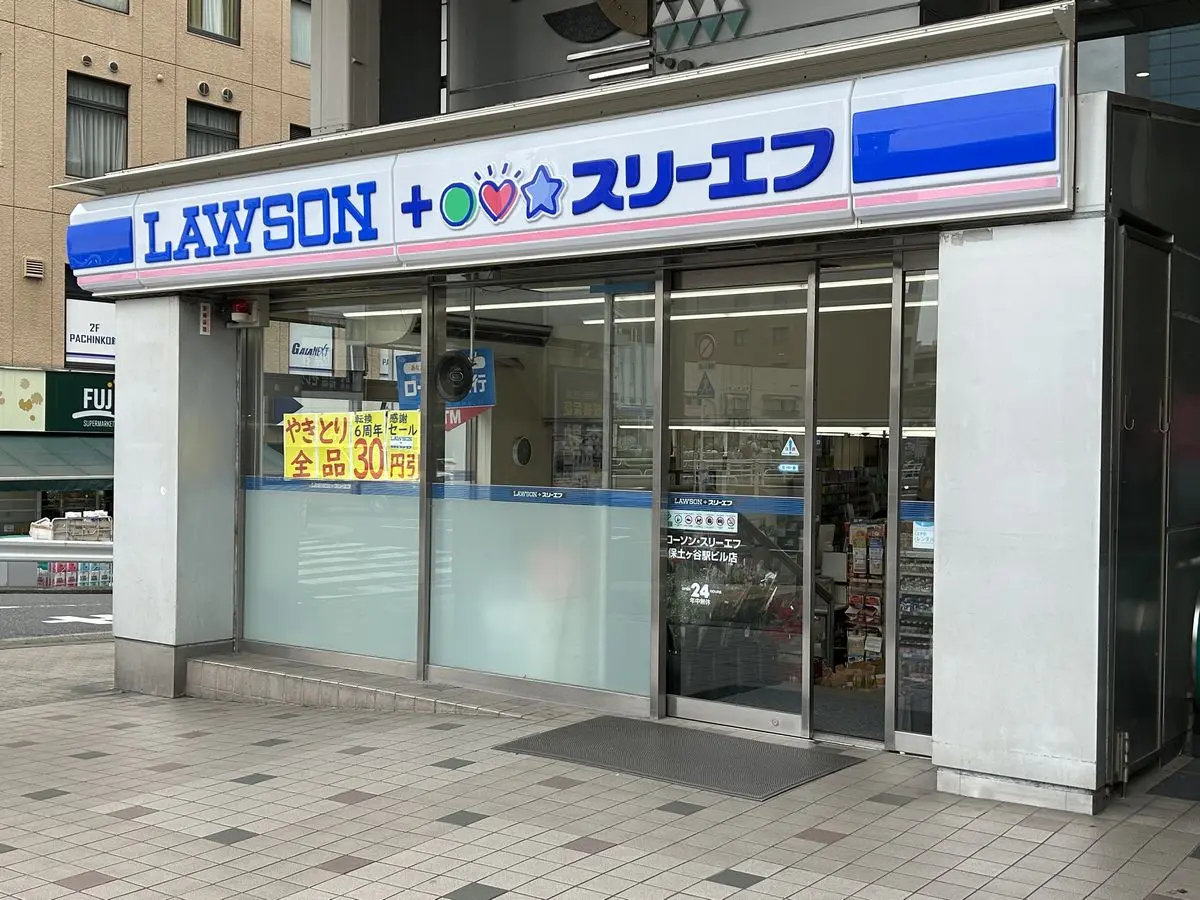 LAWSON + スリーエフ
2F
PACHINKO
GALANEXT
FUJI
SUPERMARKET
やきとり 転換 感謝
6周年 セール
全品 30円引
LAWSON + スリーエフ
LAWSON + スリーエフ
ローソン・スリーエフ
保土ヶ谷駅ビル店
24
年中無休